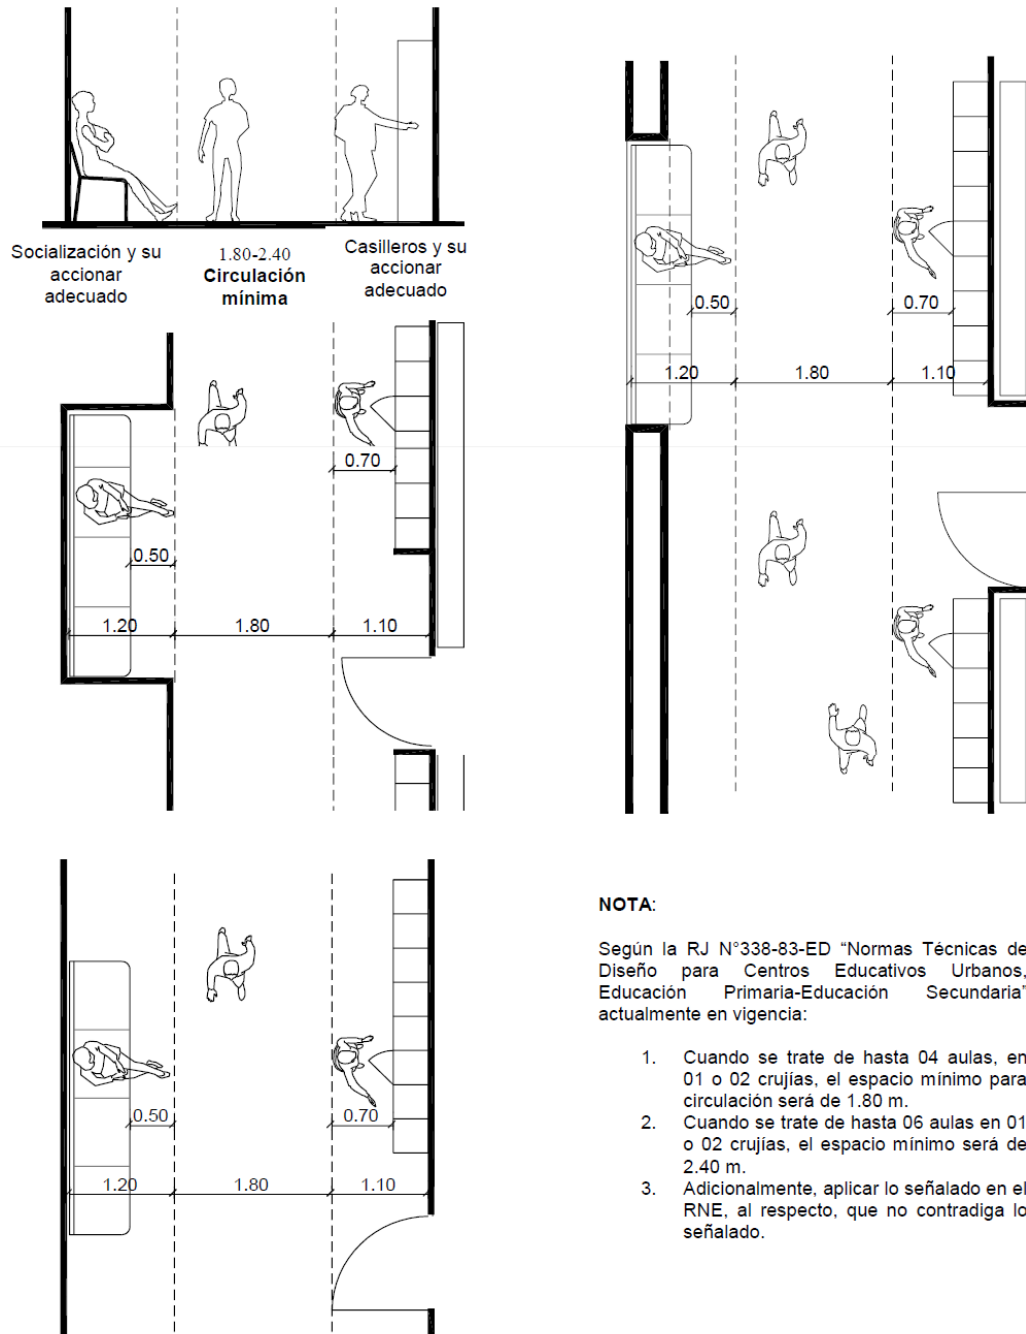 Socialización y su
accionar
adecuado
1.80-2.40
Circulación
mínima
Casilleros y su
accionar
adecuado
0.50
0.70
1.20
1.80
1.10
0.70
0.50
1.20
1.80
1.10
0.50
0.70
1.20
1.80
1.10
NOTA:
Según la RJ N°338-83-ED “Normas Técnicas de
Diseño para Centros Educativos Urbanos,
Educación Primaria-Educación Secundaria”
actualmente en vigencia:
1. Cuando se trate de hasta 04 aulas, en
01 o 02 crujías, el espacio mínimo para
circulación será de 1.80 m.
2. Cuando se trate de hasta 06 aulas en 01
o 02 crujías, el espacio mínimo será de
2.40 m.
3. Adicionalmente, aplicar lo señalado en el
RNE, al respecto, que no contradiga lo
señalado.